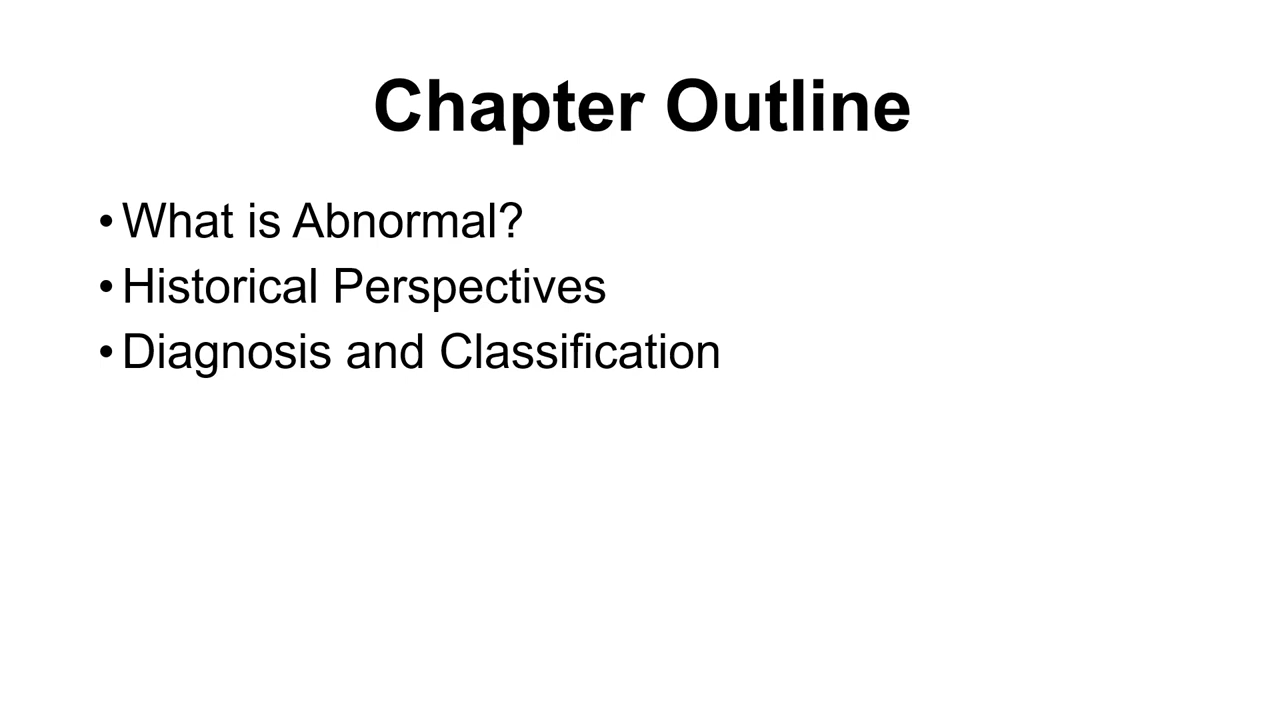 Chapter Outline
• What is Abnormal?
• Historical Perspectives
• Diagnosis and Classification